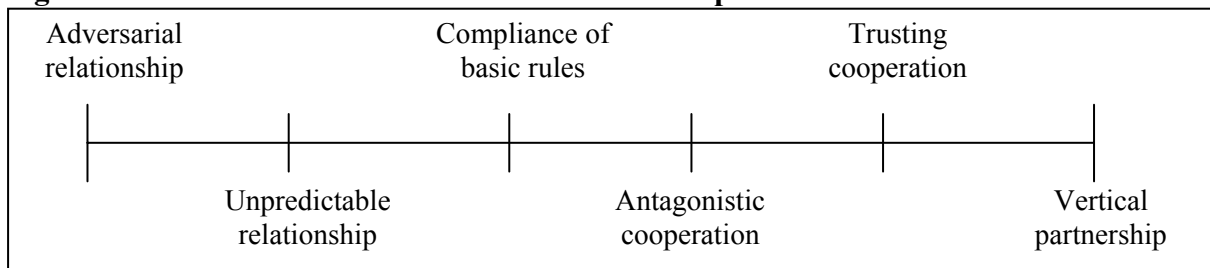 Adversarial
relationship
Compliance of
basic rules
Trusting
cooperation
Unpredictable
relationship
Antagonistic
cooperation
Vertical
partnership